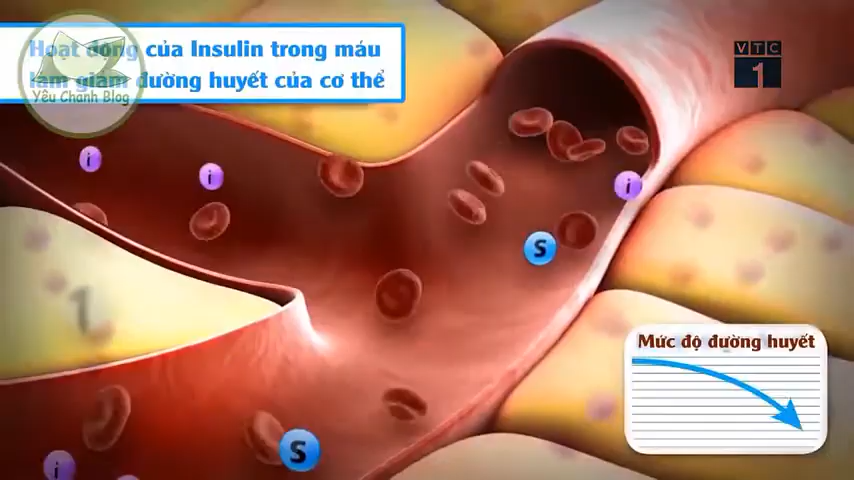 Hoạt động của Insulin trong máu
làm giảm đường huyết của cơ thể
Yêu Chanh Blog
VTC
1
i
i
i
S
1
Mức độ đường huyết
S
i